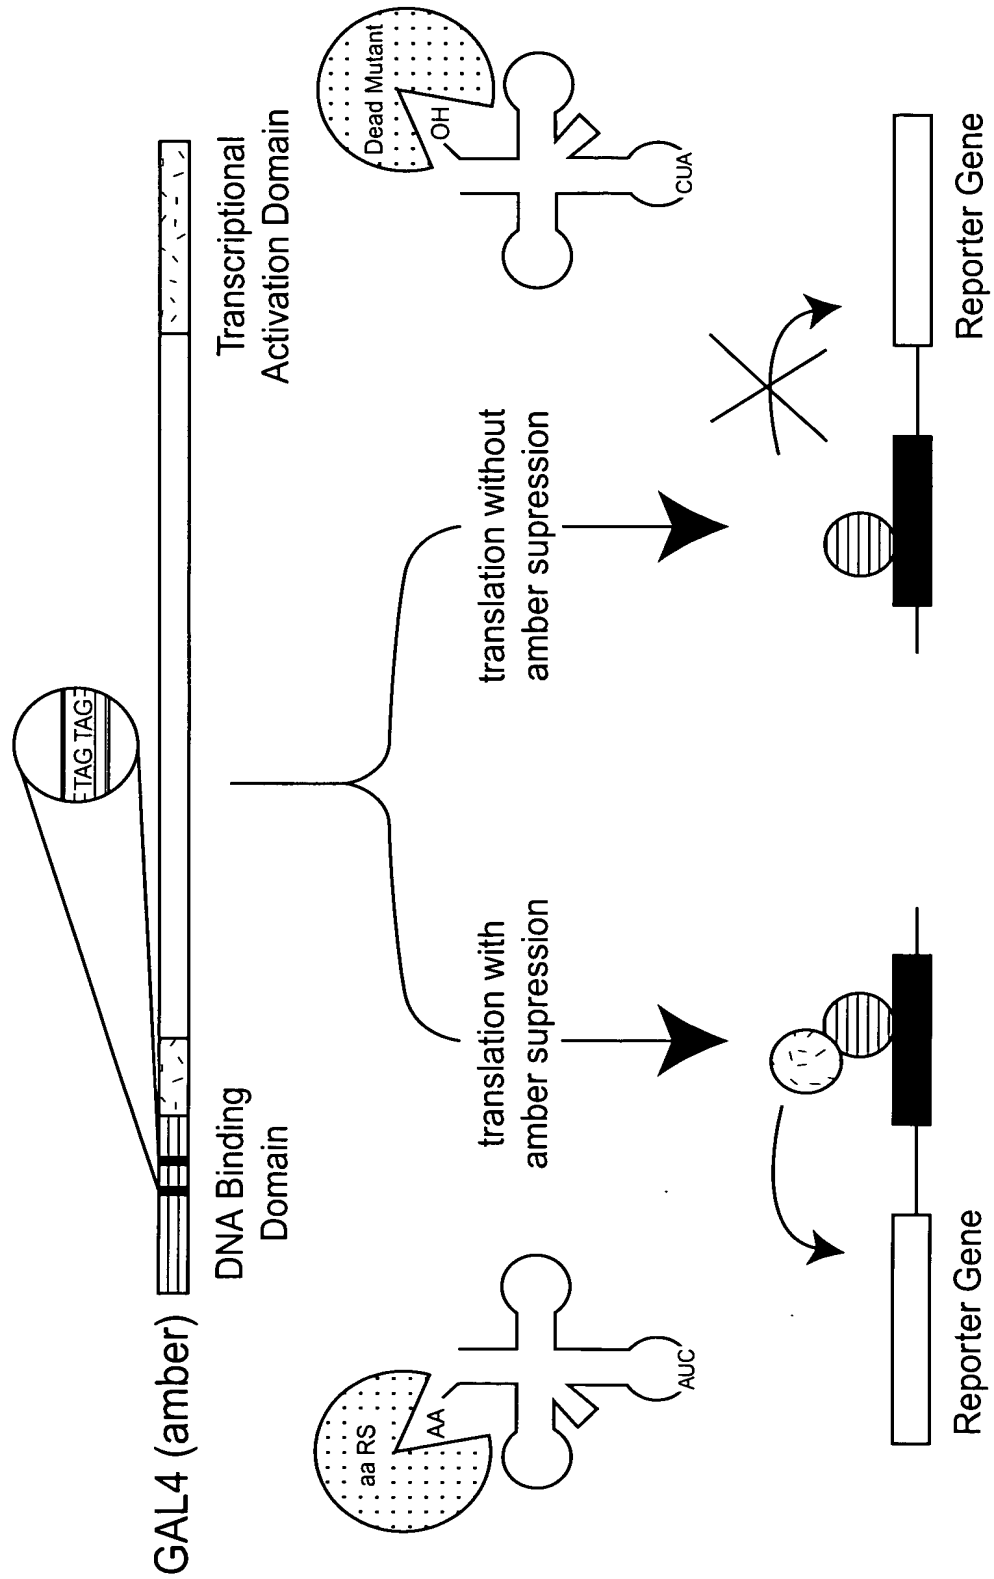 GAL4 (amber)
TAG TAG
DNA Binding
Domain
Transcriptional
Activation Domain
aa RS
AA
AUC
translation with
amber supression
translation without
amber supression
Dead Mutant
OH
CUA
Reporter Gene
Reporter Gene